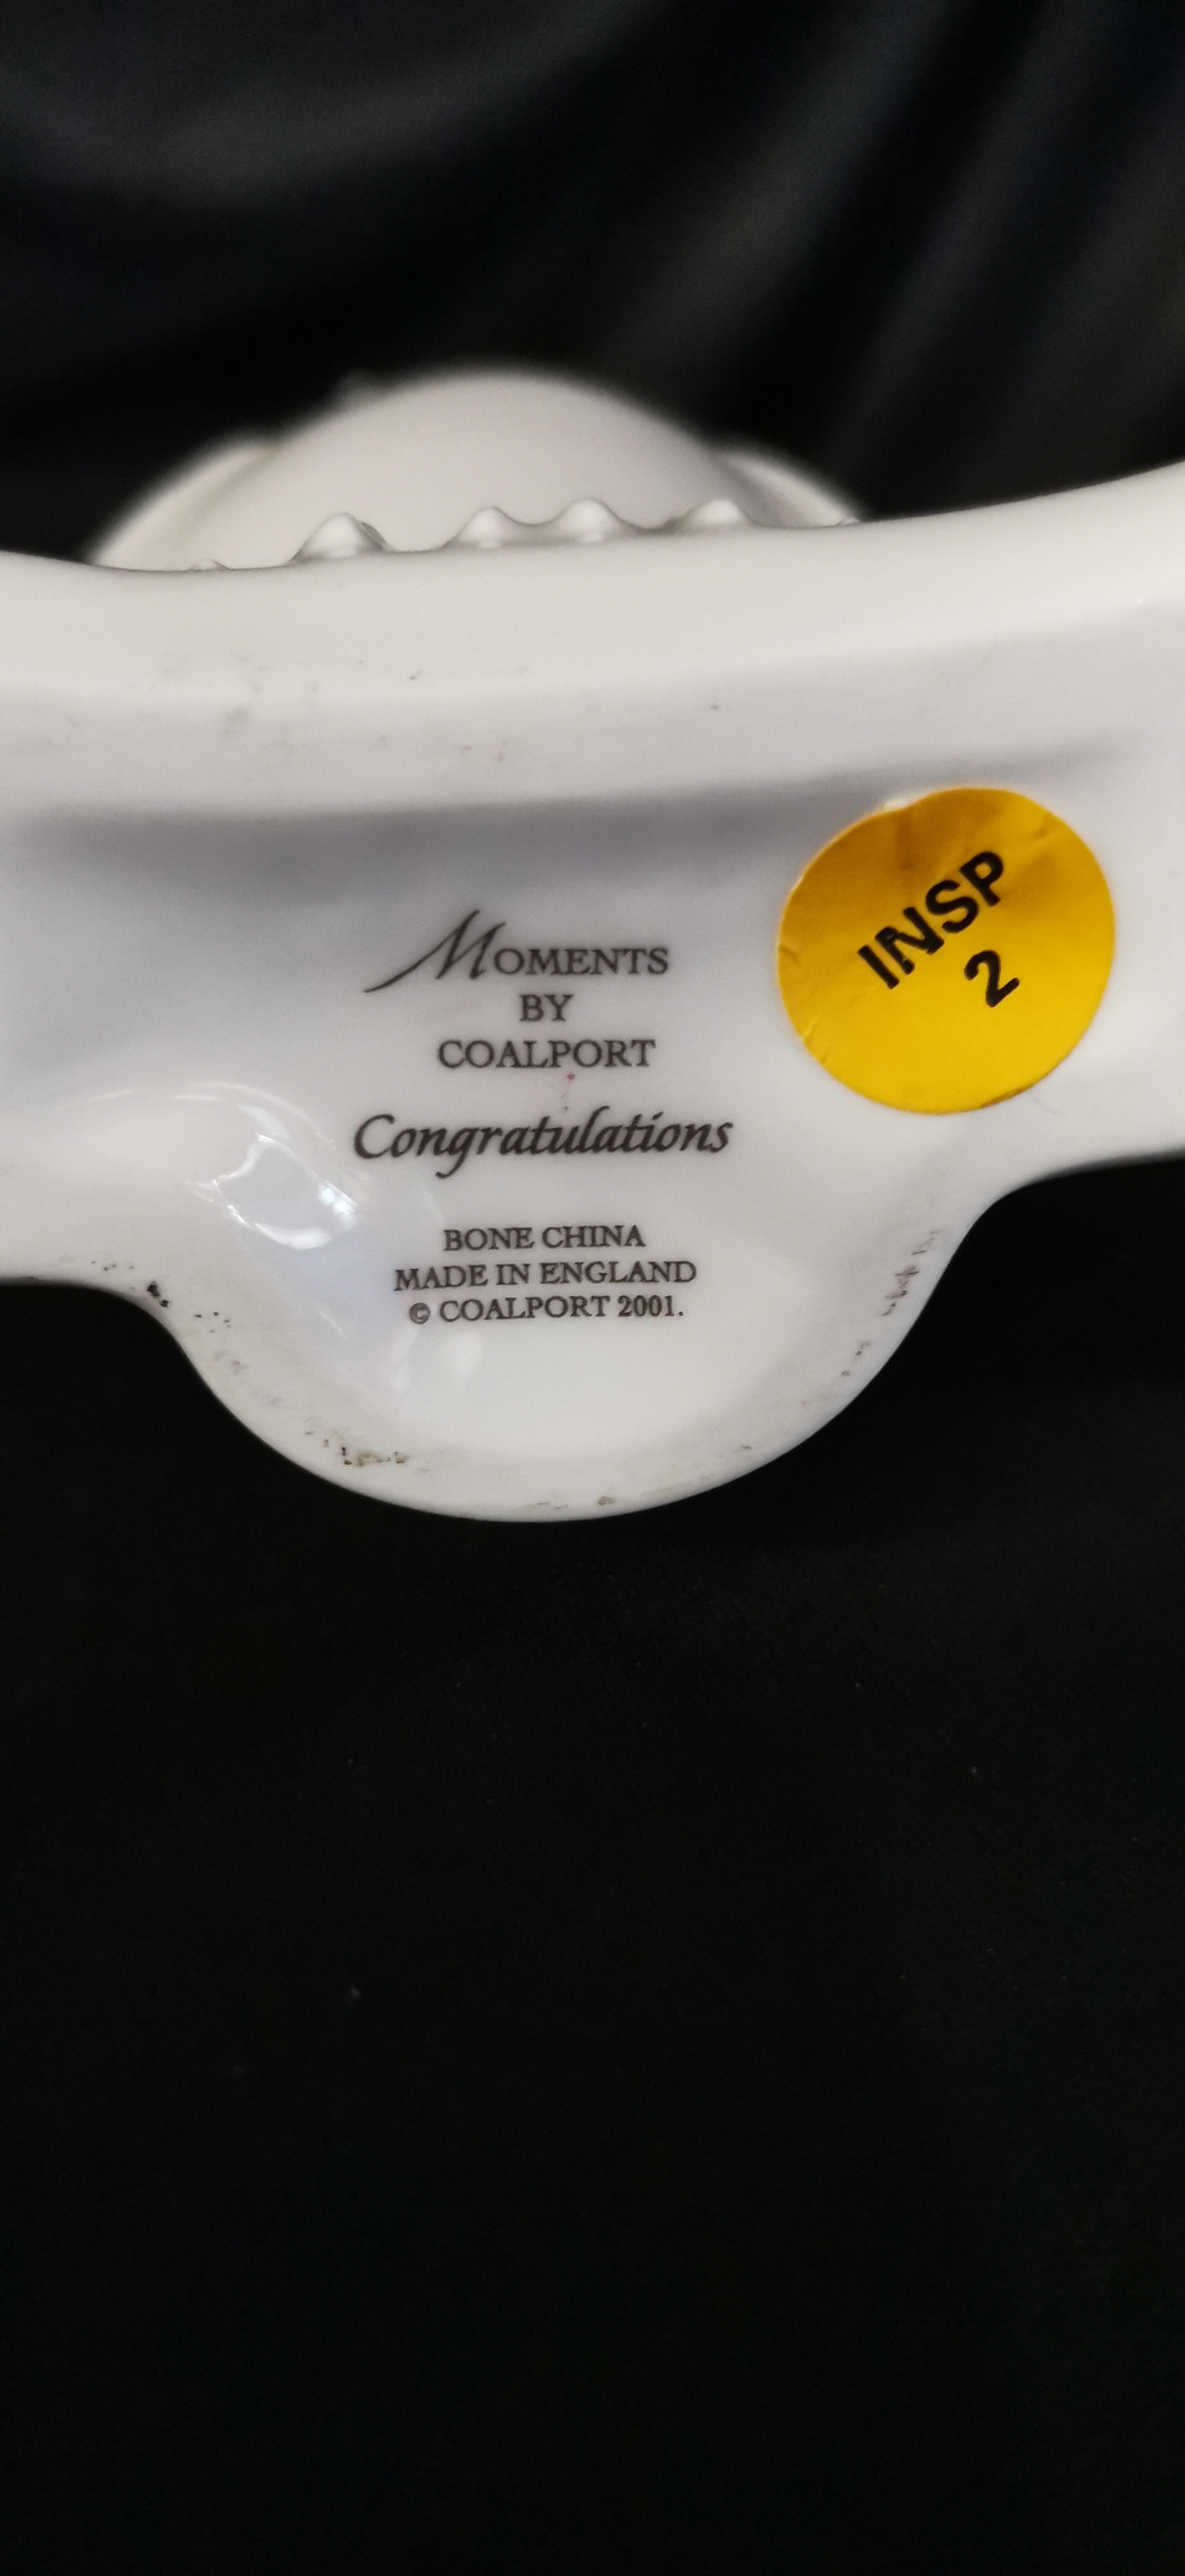 MOMENTS
BY
COALPORT
Congratulations
BONE CHINA
MADE IN ENGLAND
© COALPORT 2001.
INSP
2